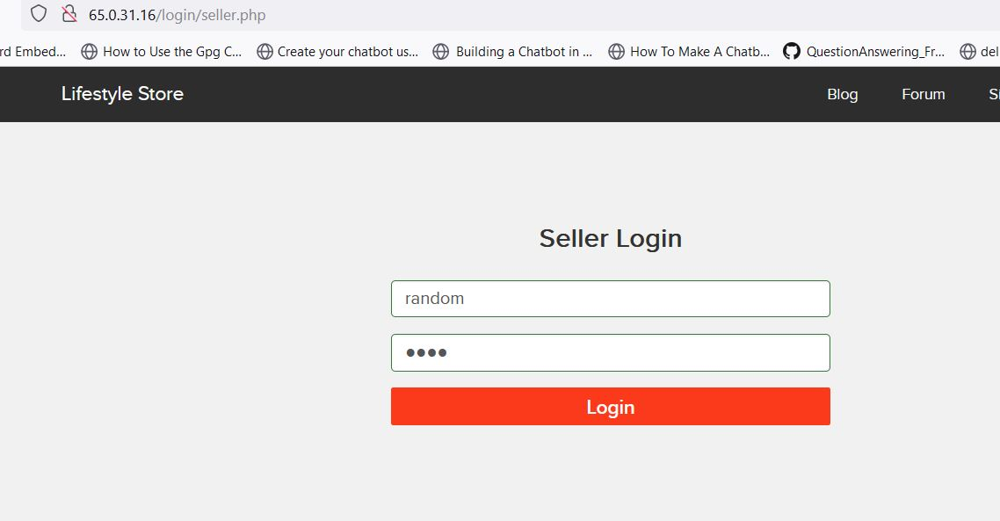 65.0.31.16/login/seller.php
rd Embed... How to Use the Gpg C... Create your chatbot us... Building a Chatbot in ... How To Make A Chatb... QuestionAnswering_Fr... del
Lifestyle Store Blog Forum Si
Seller Login
random
••••
Login